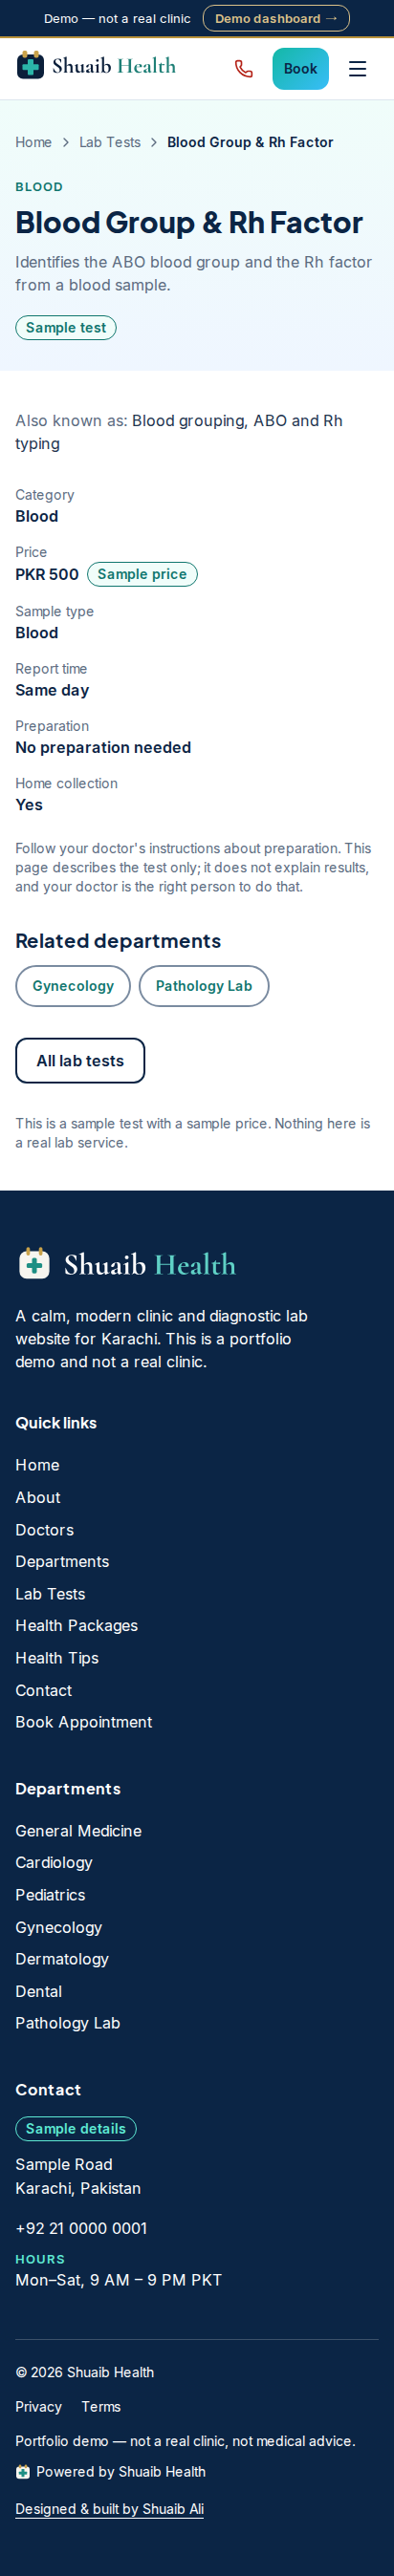 Demo — not a real clinic Demo dashboard →
Shuaib Health Book
Home > Lab Tests > Blood Group & Rh Factor
BLOOD
Blood Group & Rh Factor
Identifies the ABO blood group and the Rh factor
from a blood sample.
Sample test
Also known as: Blood grouping, ABO and Rh
typing
Category
Blood
Price
PKR 500 Sample price
Sample type
Blood
Report time
Same day
Preparation
No preparation needed
Home collection
Yes
Follow your doctor's instructions about preparation. This
page describes the test only; it does not explain results,
and your doctor is the right person to do that.
Related departments
Gynecology Pathology Lab
All lab tests
This is a sample test with a sample price. Nothing here is
a real lab service.
Shuaib Health
A calm, modern clinic and diagnostic lab
website for Karachi. This is a portfolio
demo and not a real clinic.
Quick links
Home
About
Doctors
Departments
Lab Tests
Health Packages
Health Tips
Contact
Book Appointment
Departments
General Medicine
Cardiology
Pediatrics
Gynecology
Dermatology
Dental
Pathology Lab
Contact
Sample details
Sample Road
Karachi, Pakistan
+92 21 0000 0001
HOURS
Mon–Sat, 9 AM – 9 PM PKT
© 2026 Shuaib Health
Privacy Terms
Portfolio demo — not a real clinic, not medical advice.
Powered by Shuaib Health
Designed & built by Shuaib Ali